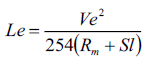 Le = Ve² / 254(Rm + Sl)